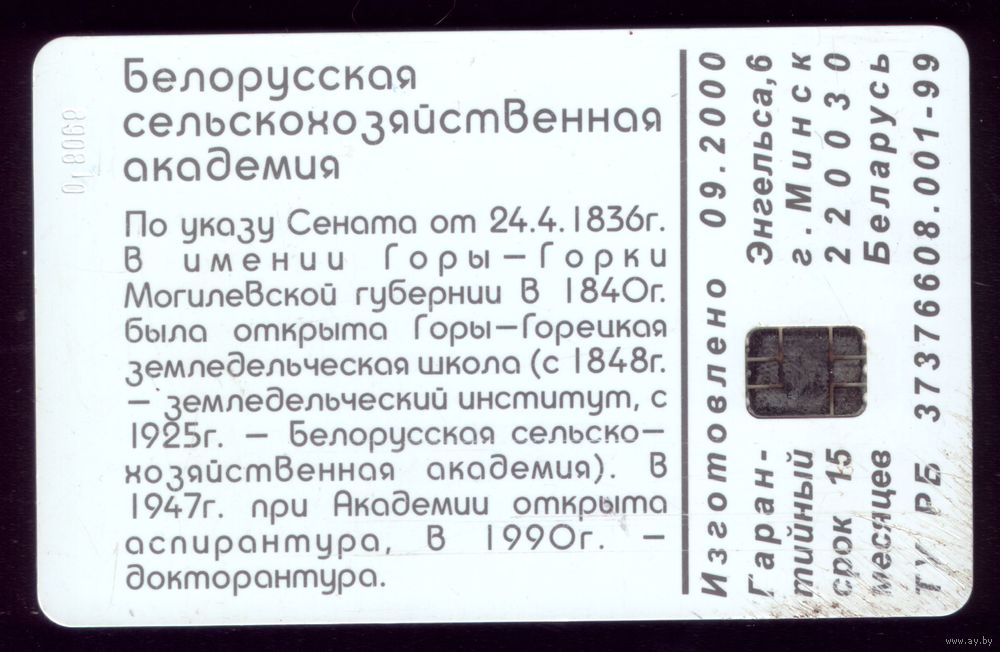 Белорусская
сельскохозяйственная
академия
По указу Сената от 24.4.1836г.
в имении Горы-Горки
Могилевской губернии в 1840г.
была открыта Горы-Горецкая
земледельческая школа (с 1848г.
– земледельческий институт, с
1925г. – Белорусская сельско-
хозяйственная академия). В
1947г. при Академии открыта
аспирантура, в 1990г. –
докторантура.
Изготовлено 09.2000
Энгельса,6
г.Минск
220030
Беларусь
Гаран-
тийный
срок 15
месяцев
ТУ РБ 37376608.001-99
www.ay.by